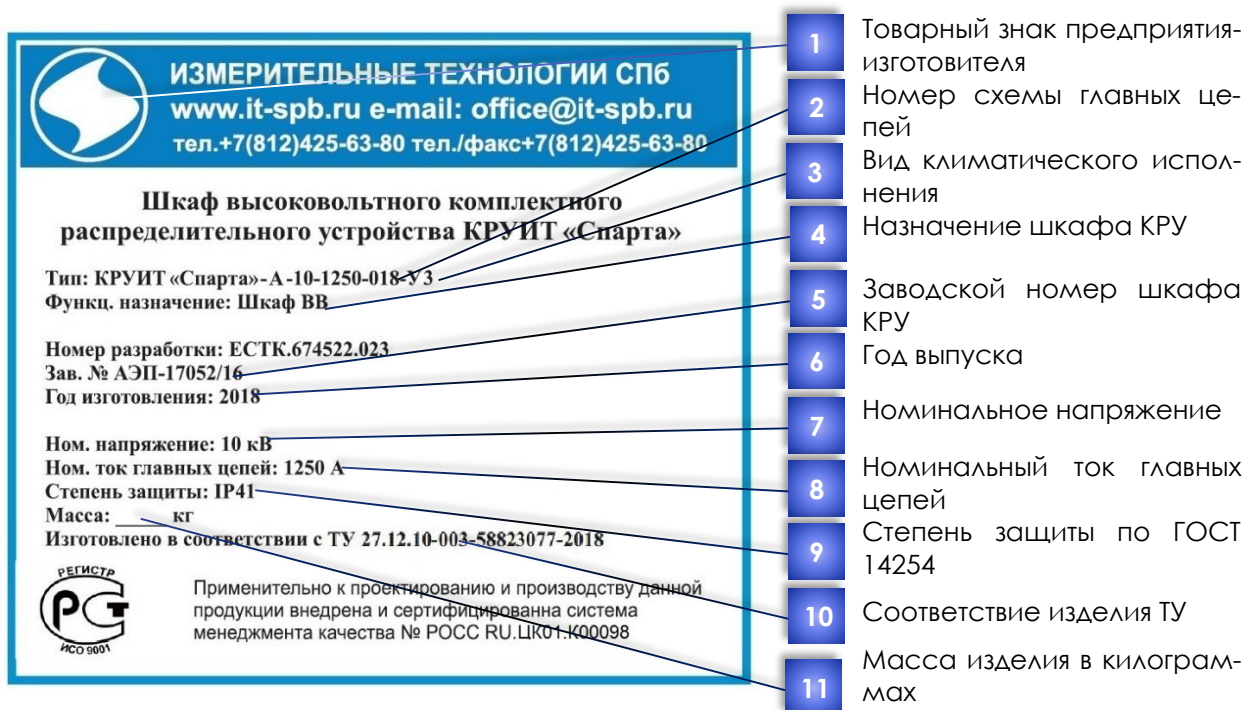 ИЗМЕРИТЕЛЬНЫЕ ТЕХНОЛОГИИ СПб
www.it-spb.ru e-mail: office@it-spb.ru
тел.+7(812)425-63-80 тел./факс+7(812)425-63-80
Шкаф высоковольтного комплектного
распределительного устройства КРУИТ «Спарта»
Тип: КРУИТ «Спарта»-А-10-1250-018-У3
Функц. назначение: Шкаф ВВ
Номер разработки: ЕСТК.674522.023
Зав. № АЭП-17052/16
Год изготовления: 2018
Ном. напряжение: 10 кВ
Ном. ток главных цепей: 1250 А
Степень защиты: IP41
Масса: _____ кг
Изготовлено в соответствии с ТУ 27.12.10-003-58823077-2018
РЕГИСТР
РСТ
ИСО 9001
Применительно к проектированию и производству данной
продукции внедрена и сертифицированна система
менеджмента качества № РОСС RU.ЦК01.К00098
1
Товарный знак предприятия-
изготовителя
2
Номер схемы главных це-
пей
3
Вид климатического испол-
нения
4
Назначение шкафа КРУ
5
Заводской номер шкафа
КРУ
6
Год выпуска
7
Номинальное напряжение
8
Номинальный ток главных
цепей
9
Степень защиты по ГОСТ
14254
10
Соответствие изделия ТУ
11
Масса изделия в килограм-
мах